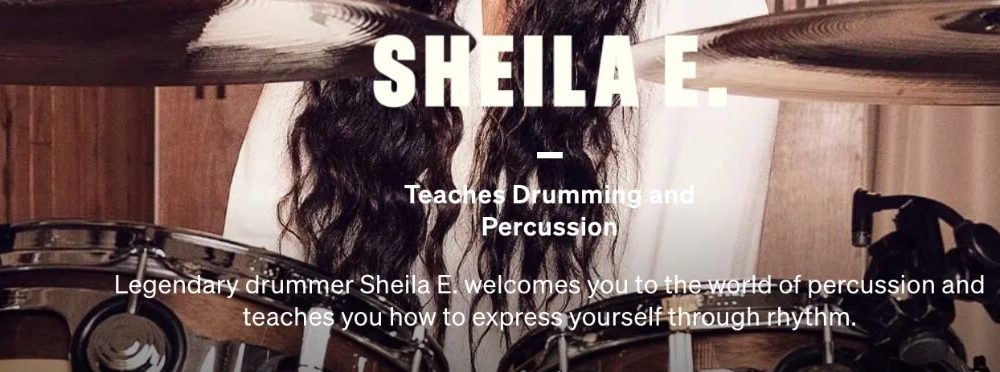 SHEILA E.
Teaches Drumming and
Percussion
Legendary drummer Sheila E. welcomes you to the world of percussion and
teaches you how to express yourself through rhythm.